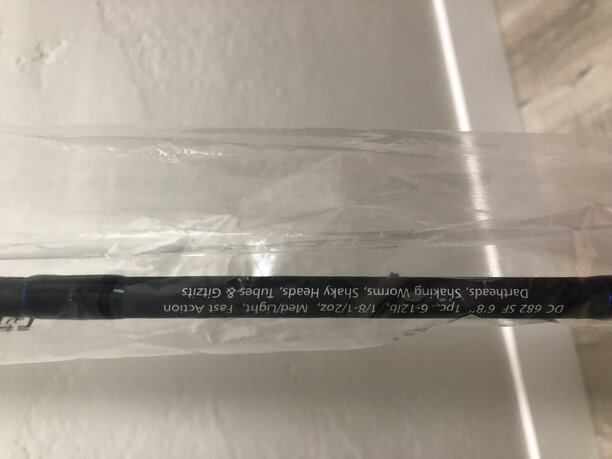 DC 682 SF 6'8" 1pc. 6-12lb, 1/8-1/2oz, Med/Light, Fast Action
Dartheads, Shaking Worms, Shaky Heads, Tubes & Gitzits